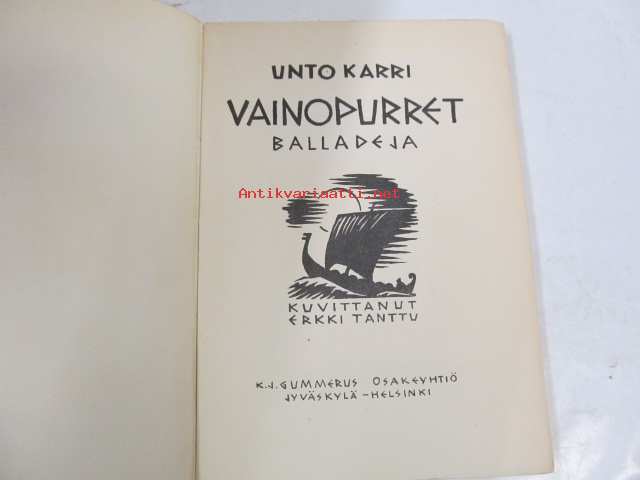 UNTO KARRI
VAINOPURRET
BALLADEJA
Antikvariaatti.net
KUVITTANUT
ERKKI TANTTU
K.J. GUMMERUS OSAKEYHTIÖ
JYVÄSKYLÄ – HELSINKI